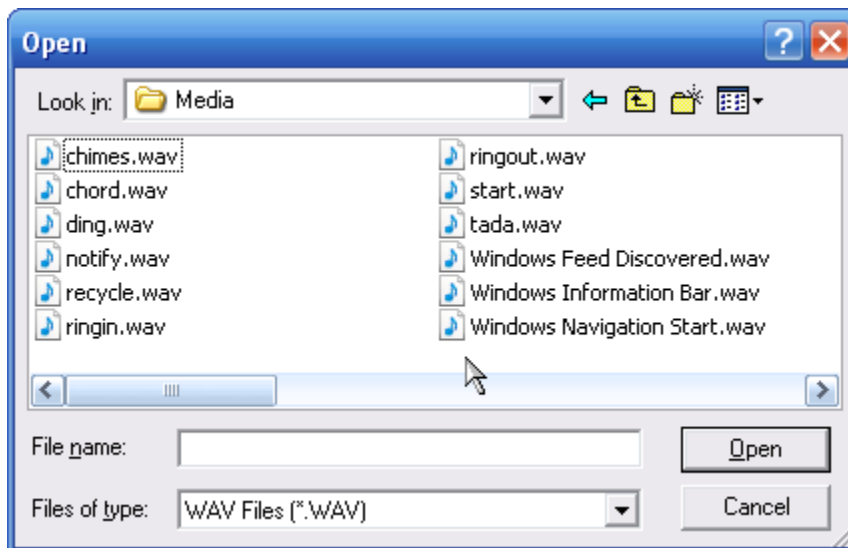 Open
Look in: Media
chimes.wav
chord.wav
ding.wav
notify.wav
recycle.wav
ringin.wav
ringout.wav
start.wav
tada.wav
Windows Feed Discovered.wav
Windows Information Bar.wav
Windows Navigation Start.wav
File name:
Open
Files of type: WAV Files (*.WAV)
Cancel